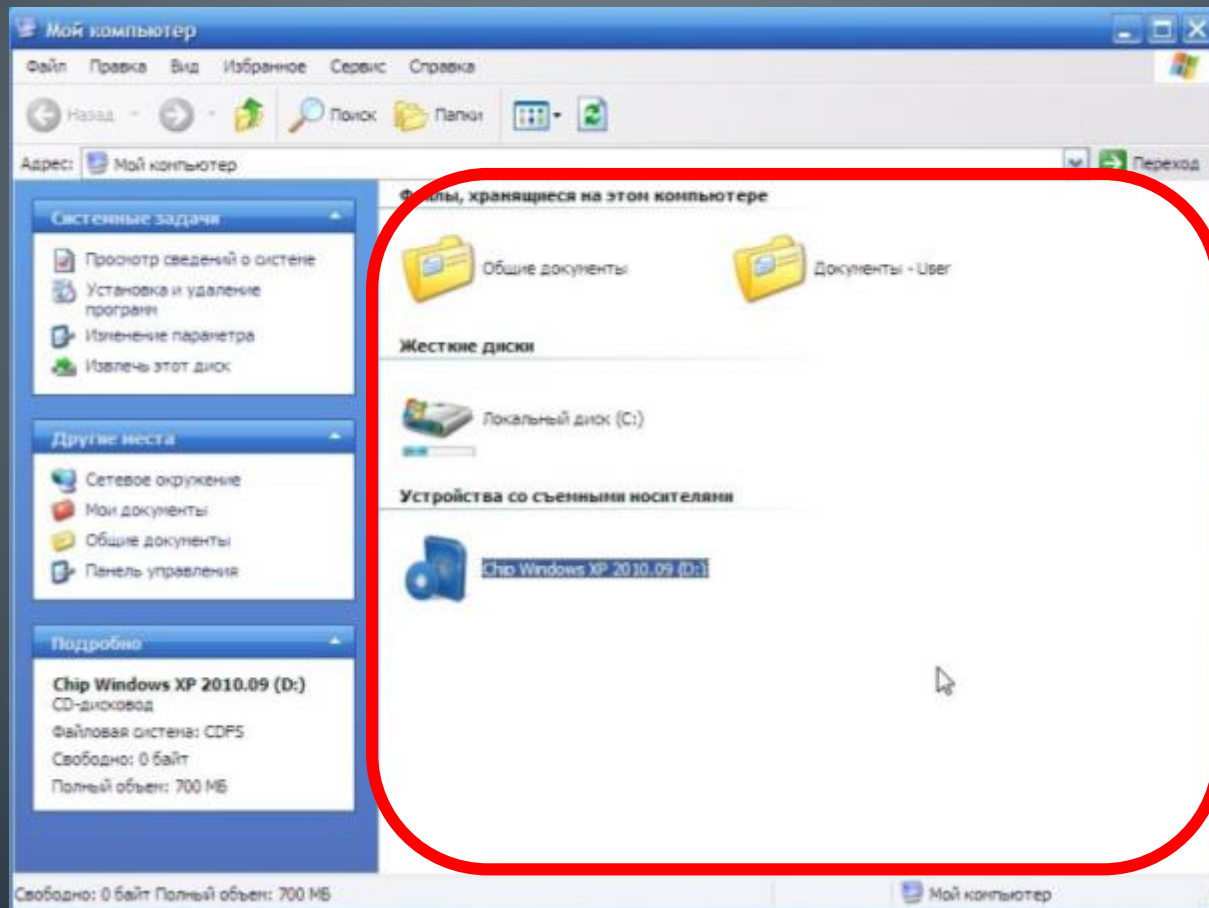 Мой компьютер
Файл Правка Вид Избранное Сервис Справка
Назад Поиск Папки
Адрес: Мой компьютер Переход
Системные задачи
Просмотр сведений о системе
Установка и удаление
программ
Изменение параметра
Извлечь этот диск
Другие места
Сетевое окружение
Мои документы
Общие документы
Панель управления
Подробно
Chip Windows XP 2010.09 (D:)
CD-дисковод
Файловая система: CDFS
Свободно: 0 байт
Полный объем: 700 МБ
Файлы, хранящиеся на этом компьютере
Общие документы
Документы - User
Жесткие диски
Локальный диск (C:)
Устройства со съемными носителями
Chip Windows XP 2010.09 (D:)
Свободно: 0 байт Полный объем: 700 МБ
Мой компьютер